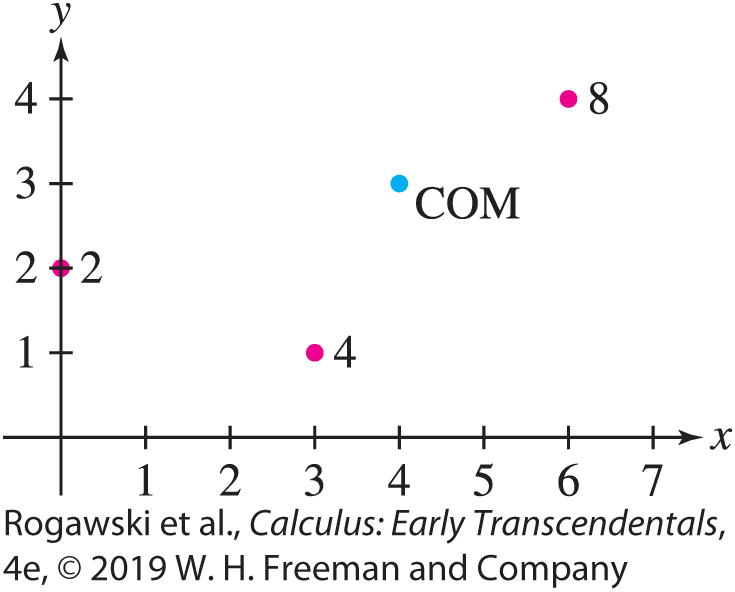 y
4
8
3
COM
2
2
1
4
x
1 2 3 4 5 6 7
Rogawski et al., Calculus: Early Transcendentals,
4e, © 2019 W. H. Freeman and Company